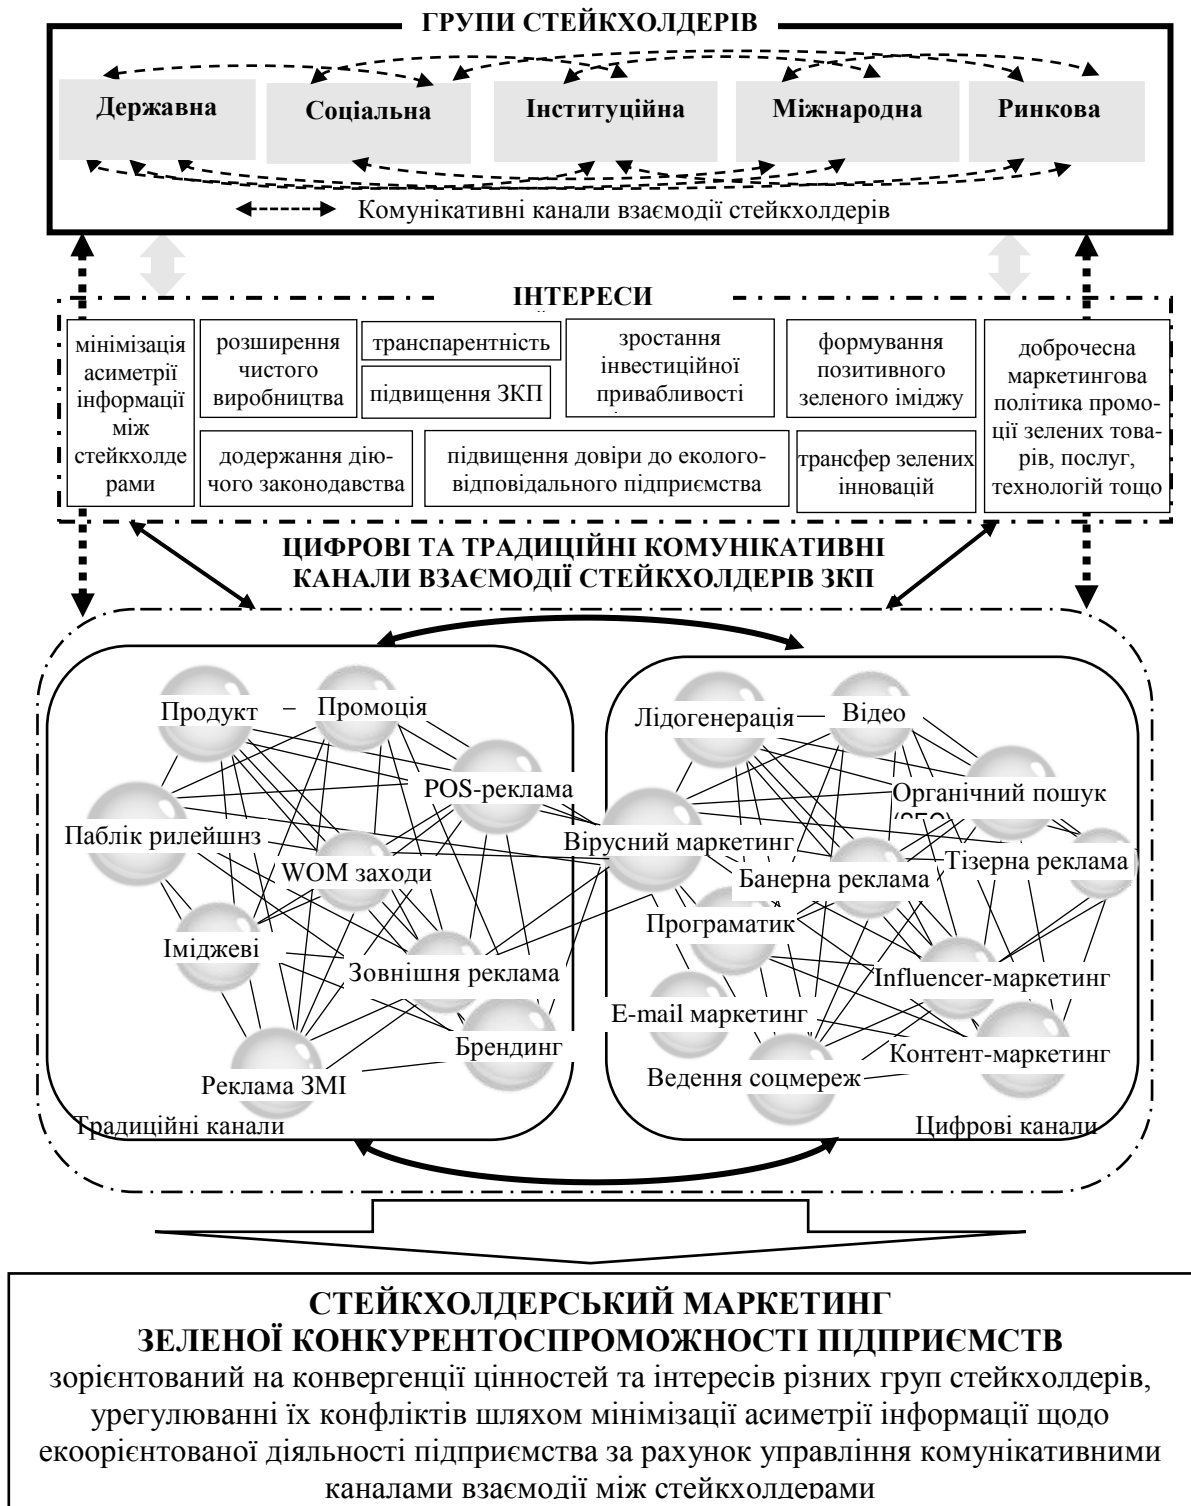 ГРУПИ СТЕЙКХОЛДЕРІВ
Державна
Соціальна
Інституційна
Міжнародна
Ринкова
Комунікативні канали взаємодії стейкхолдерів
ІНТЕРЕСИ
мінімізація
асиметрії
інформації
між
стейкхолде
рами
розширення
чистого
виробництва
транспарентність
підвищення ЗКП
зростання
інвестиційної
привабливості
формування
позитивного
зеленого іміджу
доброчесна
маркетингова
політика промо-
ції зелених това-
рів, послуг,
технологій тощо
додержання дію-
чого законодавства
підвищення довіри до еколого-
відповідального підприємства
трансфер зелених
інновацій
ЦИФРОВІ ТА ТРАДИЦІЙНІ КОМУНІКАТИВНІ
КАНАЛИ ВЗАЄМОДІЇ СТЕЙКХОЛДЕРІВ ЗКП
Продукт –
Промоція
POS-реклама
Паблік рилейшнз
WOM заходи
Іміджеві
Зовнішня реклама
Брендинг
Реклама ЗМІ
Традиційні канали
Лідогенерація
Відео
Органічний пошук
Вірусний маркетинг
Тізерна реклама
Банерна реклама
Програматик
Influencer-маркетинг
E-mail маркетинг
Контент-маркетинг
Ведення соцмереж
Цифрові канали
СТЕЙКХОЛДЕРСЬКИЙ МАРКЕТИНГ
ЗЕЛЕНОЇ КОНКУРЕНТОСПРОМОЖНОСТІ ПІДПРИЄМСТВ
зорієнтований на конвергенції цінностей та інтересів різних груп стейкхолдерів,
урегулюванні їх конфліктів шляхом мінімізації асиметрії інформації щодо
екоорієнтованої діяльності підприємства за рахунок управління комунікативними
каналами взаємодії між стейкхолдерами